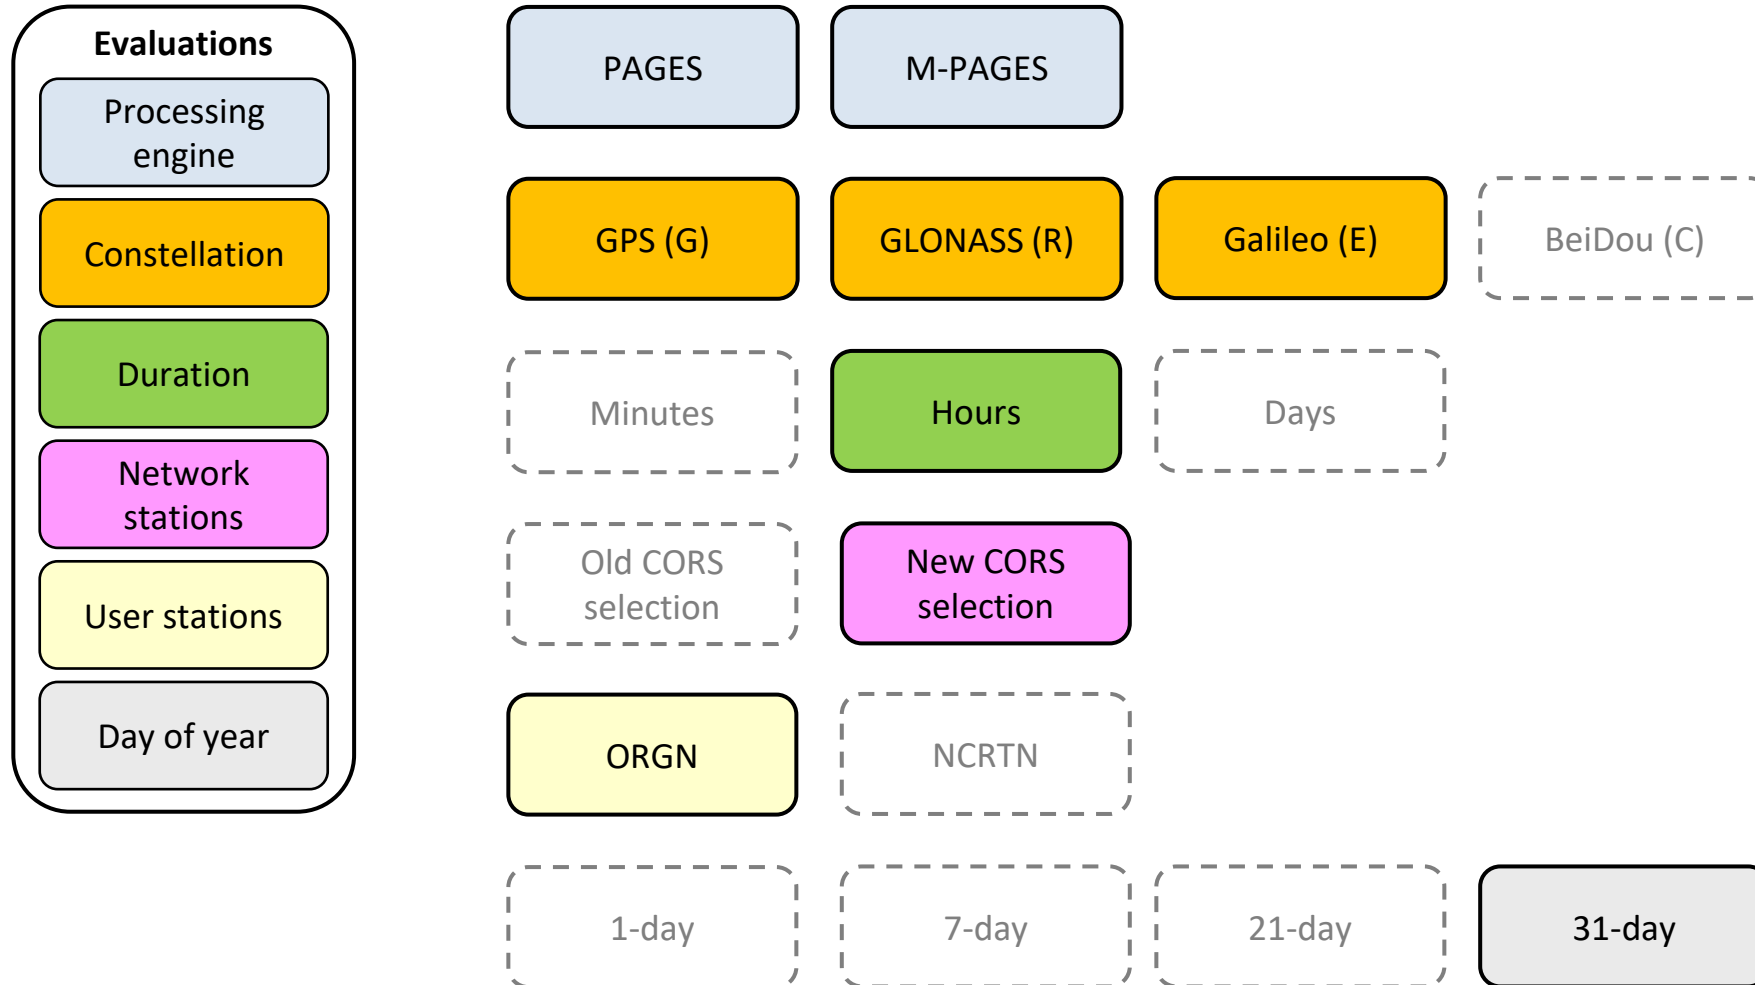 Evaluations
Processing
engine
Constellation
Duration
Network
stations
User stations
Day of year
PAGES
M-PAGES
GPS (G)
GLONASS (R)
Galileo (E)
BeiDou (C)
Minutes
Hours
Days
Old CORS
selection
New CORS
selection
ORGN
NCRTN
1-day
7-day
21-day
31-day